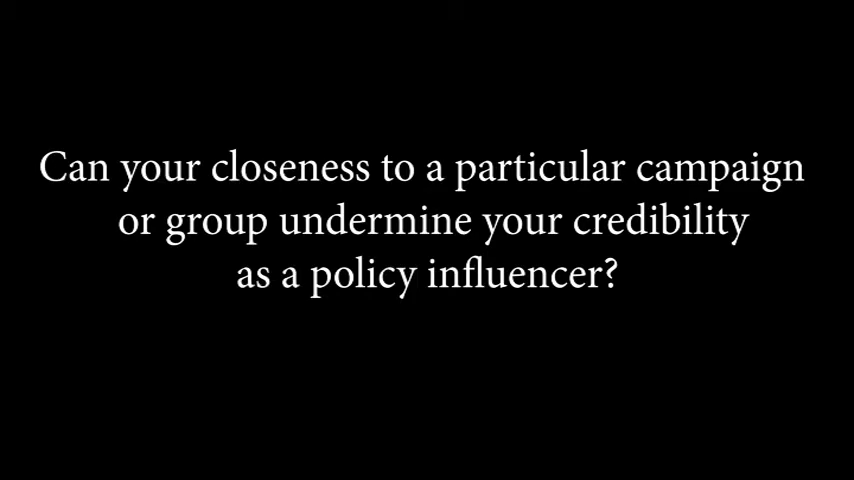 Can your closeness to a particular campaign
or group undermine your credibility
as a policy influencer?